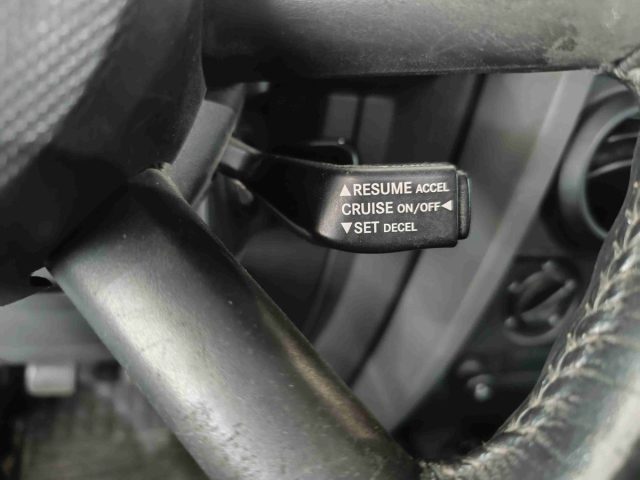 ▲RESUME ACCEL
CRUISE ON/OFF◀
▼SET DECEL